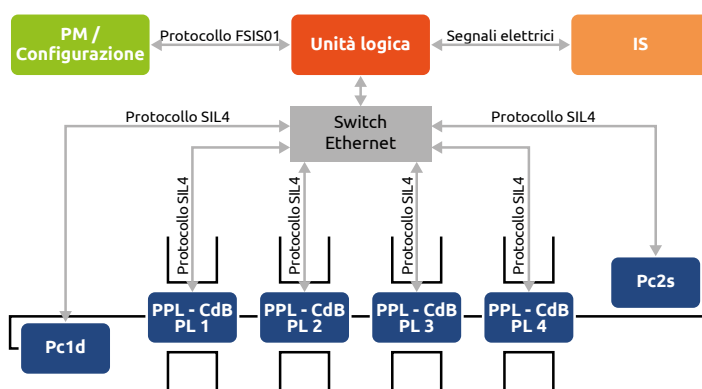 PM /
Configurazione
Protocollo FSIS01
Unità logica
Segnali elettrici
IS
Protocollo SIL4
Switch
Ethernet
Protocollo SIL4
Protocollo SIL4
Protocollo SIL4
Protocollo SIL4
Protocollo SIL4
Pc2s
PPL - CdB
PL 1
PPL - CdB
PL 2
PPL - CdB
PL 3
PPL - CdB
PL 4
Pc1d